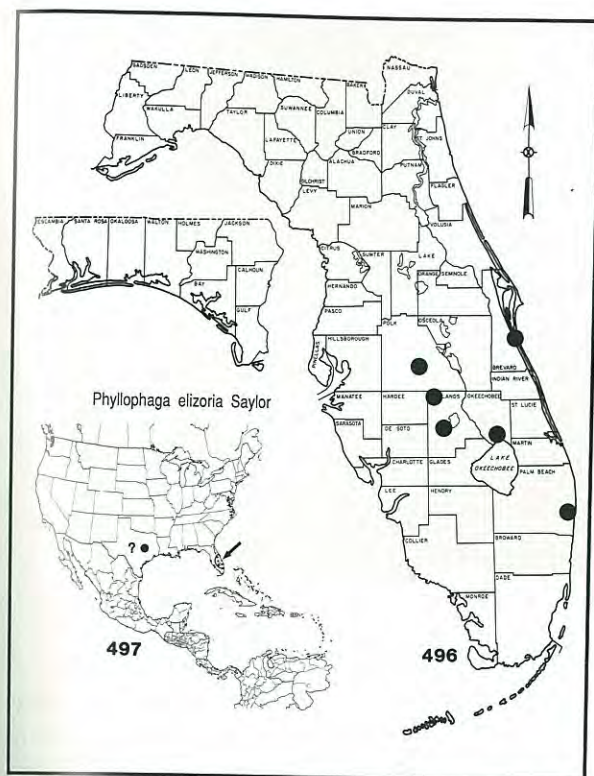 GADSDEN
LEON
JEFFERSON
MADISON
HAMILTON
NASSAU
BAKER
DUVAL
LIBERTY
WAKULLA
TAYLOR
SUWANNEE
COLUMBIA
CLAY
ST JOHNS
UNION
BRADFORD
FRANKLIN
LAFAYETTE
DIXIE
GILCHRIST
ALACHUA
PUTNAM
FLAGLER
LEVY
MARION
VOLUSIA
ESCAMBIA
SANTA ROSA
OKALOOSA
WALTON
HOLMES
JACKSON
WASHINGTON
BAY
CALHOUN
GULF
CITRUS
SUMTER
LAKE
ORANGE
SEMINOLE
HERNANDO
PASCO
POLK
OSCEOLA
HILLSBOROUGH
PINELLAS
BREVARD
INDIAN RIVER
MANATEE
HARDEE
LANDS
OKEECHOBEE
ST LUCIE
SARASOTA
DE SOTO
MARTIN
CHARLOTTE
GLADES
LAKE
OKEECHOBEE
PALM BEACH
LEE
HENDRY
COLLIER
BROWARD
DADE
MONROE
Phyllophaga elizoria Saylor
?
497
496